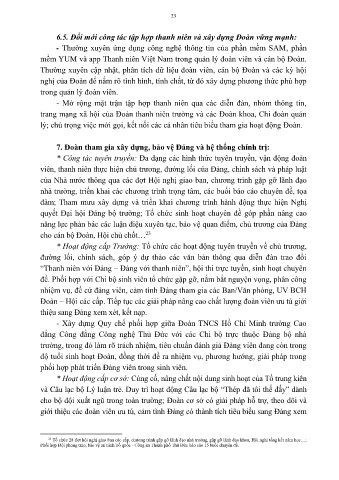 23
6.5. Đổi mới công tác tập hợp thanh niên và xây dựng Đoàn vững mạnh:
- Thường xuyên ứng dụng công nghệ thông tin của phần mềm SAM, phần
mềm YUM và app Thanh niên Việt Nam trong quản lý đoàn viên và cán bộ Đoàn.
Thường xuyên cập nhật, phân tích dữ liệu đoàn viên, cán bộ Đoàn và các kỳ hội
nghị của Đoàn để nắm rõ tình hình, tính chất, từ đó xây dựng phương thức phù hợp
trong quản lý đoàn viên.
- Mở rộng mặt trận tập hợp thanh niên qua các diễn đàn, nhóm thông tin,
trang mạng xã hội của Đoàn thanh niên trường và các Đoàn khoa, Chi đoàn quản
lý; chú trọng việc mời gọi, kết nối các cá nhân tiêu biểu tham gia hoạt động Đoàn.
7. Đoàn tham gia xây dựng, bảo vệ Đảng và hệ thống chính trị:
* Công tác tuyên truyền: Đa dạng các hình thức tuyên truyền, vận động đoàn
viên, thanh niên thực hiện chủ trương, đường lối của Đảng, chính sách và pháp luật
của Nhà nước thông qua các đợt Hội nghị giao ban, chương trình gặp gỡ lãnh đạo
nhà trường, triển khai các chương trình trọng tâm, các buổi báo cáo chuyên đề, tọa
đàm; Tham mưu xây dựng và triển khai chương trình hành động thực hiện Nghị
quyết Đại hội Đảng bộ trường; Tổ chức sinh hoạt chuyên đề góp phần nâng cao
năng lực phản bác các luận điệu xuyên tạc, bảo vệ quan điểm, chủ trương của Đảng
cho cán bộ Đoàn, Hội chủ chốt…23
* Hoạt động cấp Trường: Tổ chức các hoạt động tuyên truyền về chủ trương,
đường lối, chính sách, góp ý dự thảo các văn bản thông qua diễn đàn trao đổi
“Thanh niên với Đảng – Đảng với thanh niên”, hội thi trực tuyến, sinh hoạt chuyên
đề. Phối hợp với Chi bộ sinh viên tổ chức gặp gỡ, nắm bắt nguyện vọng, phân công
nhiệm vụ, đề cử đảng viên, cảm tình Đảng tham gia các Ban/Văn phòng, UV BCH
Đoàn – Hội các cấp. Tiếp tục các giải pháp nâng cao chất lượng đoàn viên ưu tú giới
thiệu sang Đảng xem xét, kết nạp.
- Xây dựng Quy chế phối hợp giữa Đoàn TNCS Hồ Chí Minh trường Cao
đẳng Công đẳng Công nghệ Thủ Đức với các Chi bộ trực thuộc Đảng bộ nhà
trường, trong đó làm rõ trách nhiệm, tiêu chuẩn đánh giá Đảng viên đang còn trong
độ tuổi sinh hoạt Đoàn, đồng thời đề ra nhiệm vụ, phương hướng, giải pháp trong
phối hợp phát triển Đảng viên trong sinh viên.
* Hoạt động cấp cơ sở: Củng cố, nâng chất nội dung sinh hoạt của Tổ trung kiên
và Câu lạc bộ Lý luận trẻ. Duy trì hoạt động Câu lạc bộ “Thép đã tôi thế đấy” dành
cho bộ đội xuất ngũ trong toàn trường; Đoàn cơ sở có giải pháp hỗ trợ, theo dõi và
giới thiệu các đoàn viên ưu tú, cảm tình Đảng có thành tích tiêu biểu sang Đảng xem